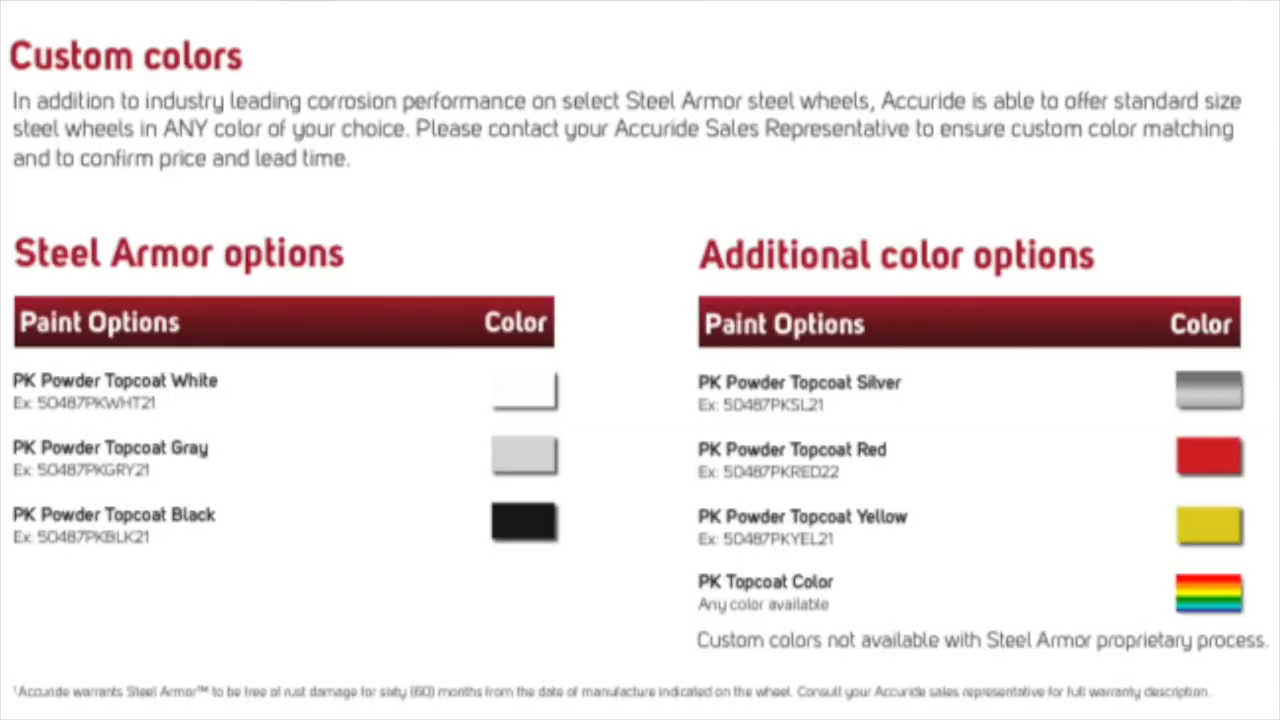 Custom colors
In addition to industry leading corrosion performance on select Steel Armor steel wheels, Accuride is able to offer standard size
steel wheels in ANY color of your choice. Please contact your Accuride Sales Representative to ensure custom color matching
and to confirm price and lead time.
Steel Armor options
Paint Options Color
PK Powder Topcoat White
Ex: 50487PKWHT21
PK Powder Topcoat Gray
Ex: 50487PKGRY21
PK Powder Topcoat Black
Ex: 50487PKBLK21
Additional color options
Paint Options Color
PK Powder Topcoat Silver
Ex: 50487PKSL21
PK Powder Topcoat Red
Ex: 50487PKRED22
PK Powder Topcoat Yellow
Ex: 50487PKYEL21
PK Topcoat Color
Any color available
Custom colors not available with Steel Armor proprietary process.
¹Accuride warrants Steel Armor™ to be free of rust damage for sixty (60) months from the date of manufacture indicated on the wheel. Consult your Accuride sales representative for full warranty description.